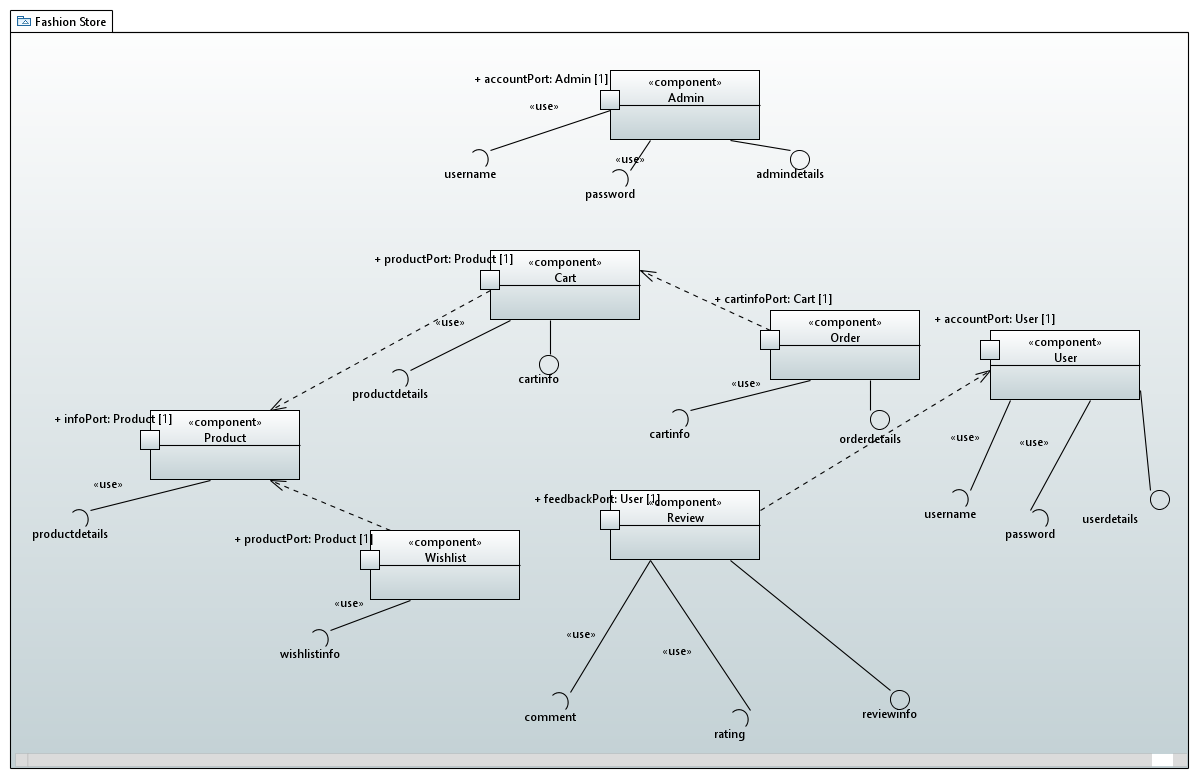 Fashion Store
+ accountPort: Admin [1]
«component»
Admin
«use»
username
«use»
password
admindetails
+ productPort: Product [1]
«component»
Cart
«use»
productdetails
cartinfo
+ cartinfoPort: Cart [1]
«component»
Order
«use»
cartinfo
orderdetails
+ accountPort: User [1]
«component»
User
«use»
username
«use»
password
userdetails
+ infoPort: Product [1]
«component»
Product
«use»
productdetails
+ productPort: Product [1]
«component»
Wishlist
«use»
wishlistinfo
+ feedbackPort: User [1]
«component»
Review
«use»
comment
«use»
rating
reviewinfo